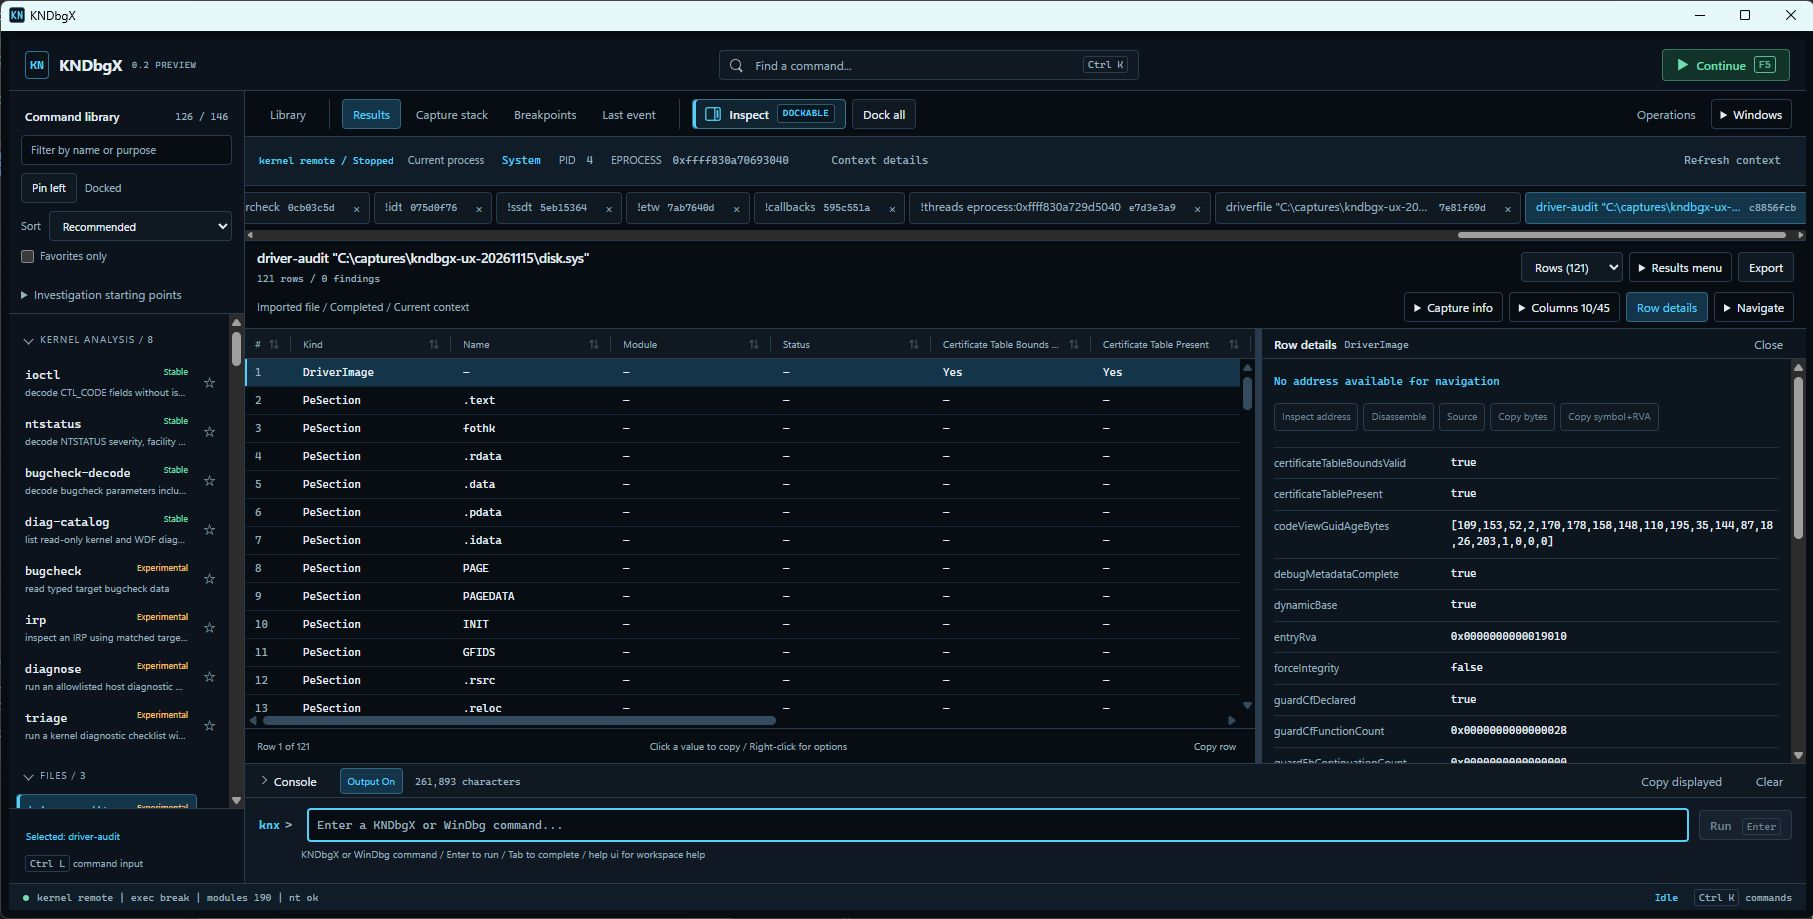 KN KNDbgX
KN KNDbgX 0.2 PREVIEW
Find a command... Ctrl K
Continue F5
Command library 126 / 146
Filter by name or purpose
Pin left Docked
Sort Recommended
Favorites only
Investigation starting points
KERNEL ANALYSIS / 8
ioctl Stable
decode CTL_CODE fields without is...
ntstatus Stable
decode NTSTATUS severity, facility ...
bugcheck-decode Stable
decode bugcheck parameters inclu...
diag-catalog Stable
list read-only kernel and WDF diag...
bugcheck Experimental
read typed target bugcheck data
irp Experimental
inspect an IRP using matched targe...
diagnose Experimental
run an allowlisted host diagnostic ...
triage Experimental
run a kernel diagnostic checklist wi...
FILES / 3
Experimental
Selected: driver-audit
Ctrl L command input
Library Results Capture stack Breakpoints Last event Inspect DOCKABLE Dock all Operations Windows
kernel remote / Stopped Current process System PID 4 EPROCESS 0xffff830a70693040 Context details Refresh context
rcheck 0cb03c5d × !idt 075d0f76 × !ssdt 5eb15364 × !etw 7ab7640d × !callbacks 595c551a × !threads eprocess:0xffff830a729d5040 e7d3e3a9 × driverfile "C:\captures\kndbgx-ux-20... 7e81f69d × driver-audit "C:\captures\kndbgx-ux-... c8856fcb
driver-audit "C:\captures\kndbgx-ux-20261115\disk.sys"
121 rows / 0 findings
Rows (121) Results menu Export
Imported file / Completed / Current context
Capture info Columns 10/45 Row details Navigate
# Kind Name Module Status Certificate Table Bounds ... Certificate Table Present
1 DriverImage — — — Yes Yes
2 PeSection .text — — — —
3 PeSection fothk — — — —
4 PeSection .rdata — — — —
5 PeSection .data — — — —
6 PeSection .pdata — — — —
7 PeSection .idata — — — —
8 PeSection PAGE — — — —
9 PeSection PAGEDATA — — — —
10 PeSection INIT — — — —
11 PeSection GFIDS — — — —
12 PeSection .rsrc — — — —
13 PeSection .reloc — — — —
Row 1 of 121 Click a value to copy / Right-click for options Copy row
Row details DriverImage Close
No address available for navigation
Inspect address Disassemble Source Copy bytes Copy symbol+RVA
certificateTableBoundsValid true
certificateTablePresent true
codeViewGuidAgeBytes [109,153,52,2,170,178,158,148,110,195,35,144,87,18
,26,203,1,0,0,0]
debugMetadataComplete true
dynamicBase true
entryRva 0x0000000000019010
forceIntegrity false
guardCfDeclared true
guardCfFunctionCount 0x0000000000000028
guardEhContinuationCount 0x0000000000000000
Console Output On 261,893 characters Copy displayed Clear
knx > Enter a KNDbgX or WinDbg command... Run Enter
KNDbgX or WinDbg command / Enter to run / Tab to complete / help ui for workspace help
kernel remote | exec break | modules 190 | nt ok Idle Ctrl K commands